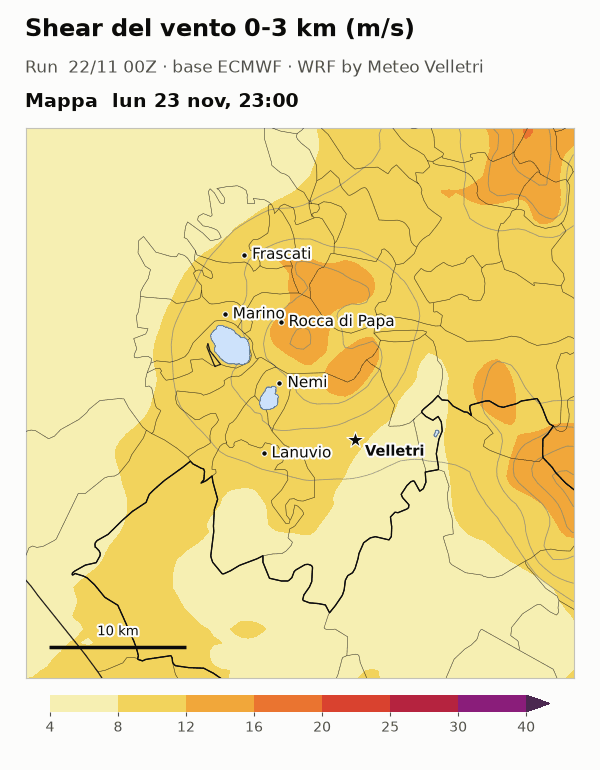 Shear del vento 0-3 km (m/s)
Run  22/11 00Z · base ECMWF · WRF by Meteo Velletri
Mappa  lun 23 nov, 23:00
Frascati
Marino
Rocca di Papa
Nemi
Velletri
Lanuvio
10 km
4 8 12 16 20 25 30 40